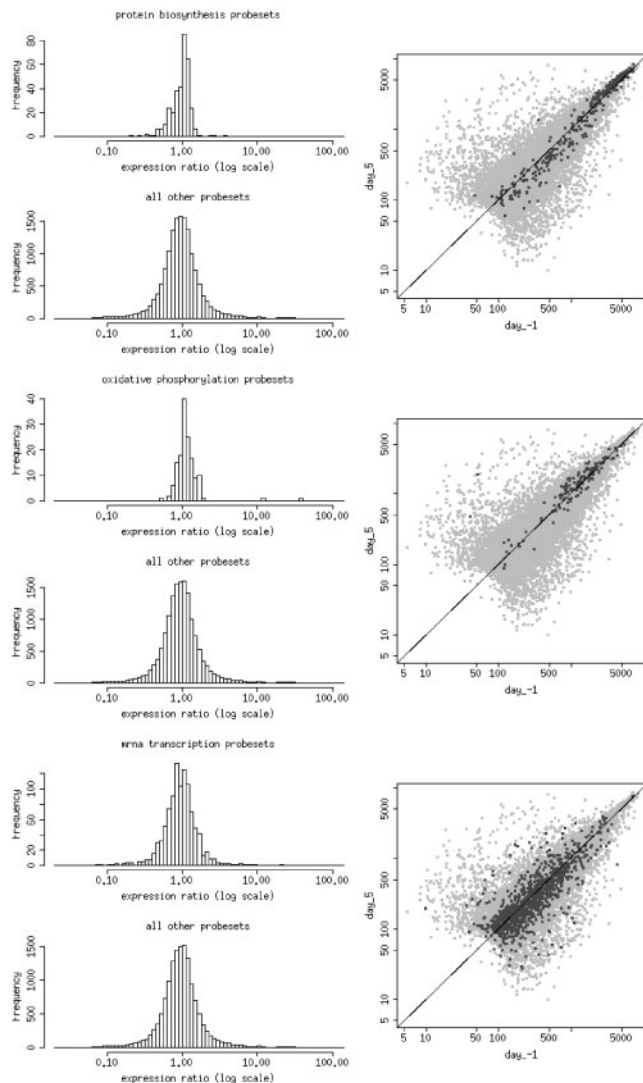 protein biosynthesis probesets
Frequency
0 20 40 60 80
0.10 1.00 10.00 100.00
expression ratio (log scale)
all other probesets
Frequency
0 500 1000 1500
0.10 1.00 10.00 100.00
expression ratio (log scale)
day_5
5 10 50 100 500 5000
5 10 50 100 500 5000
day_-1
oxidative phosphorylation probesets
Frequency
0 10 20 30 40
0.10 1.00 10.00 100.00
expression ratio (log scale)
all other probesets
Frequency
0 500 1000 1500
0.10 1.00 10.00 100.00
expression ratio (log scale)
day_5
5 10 50 100 500 5000
5 10 50 100 500 5000
day_-1
mrna transcription probesets
Frequency
0 20 60 100
0.10 1.00 10.00 100.00
expression ratio (log scale)
all other probesets
Frequency
0 500 1000 1500
0.10 1.00 10.00 100.00
expression ratio (log scale)
day_5
5 10 50 100 500 5000
5 10 50 100 500 5000
day_-1